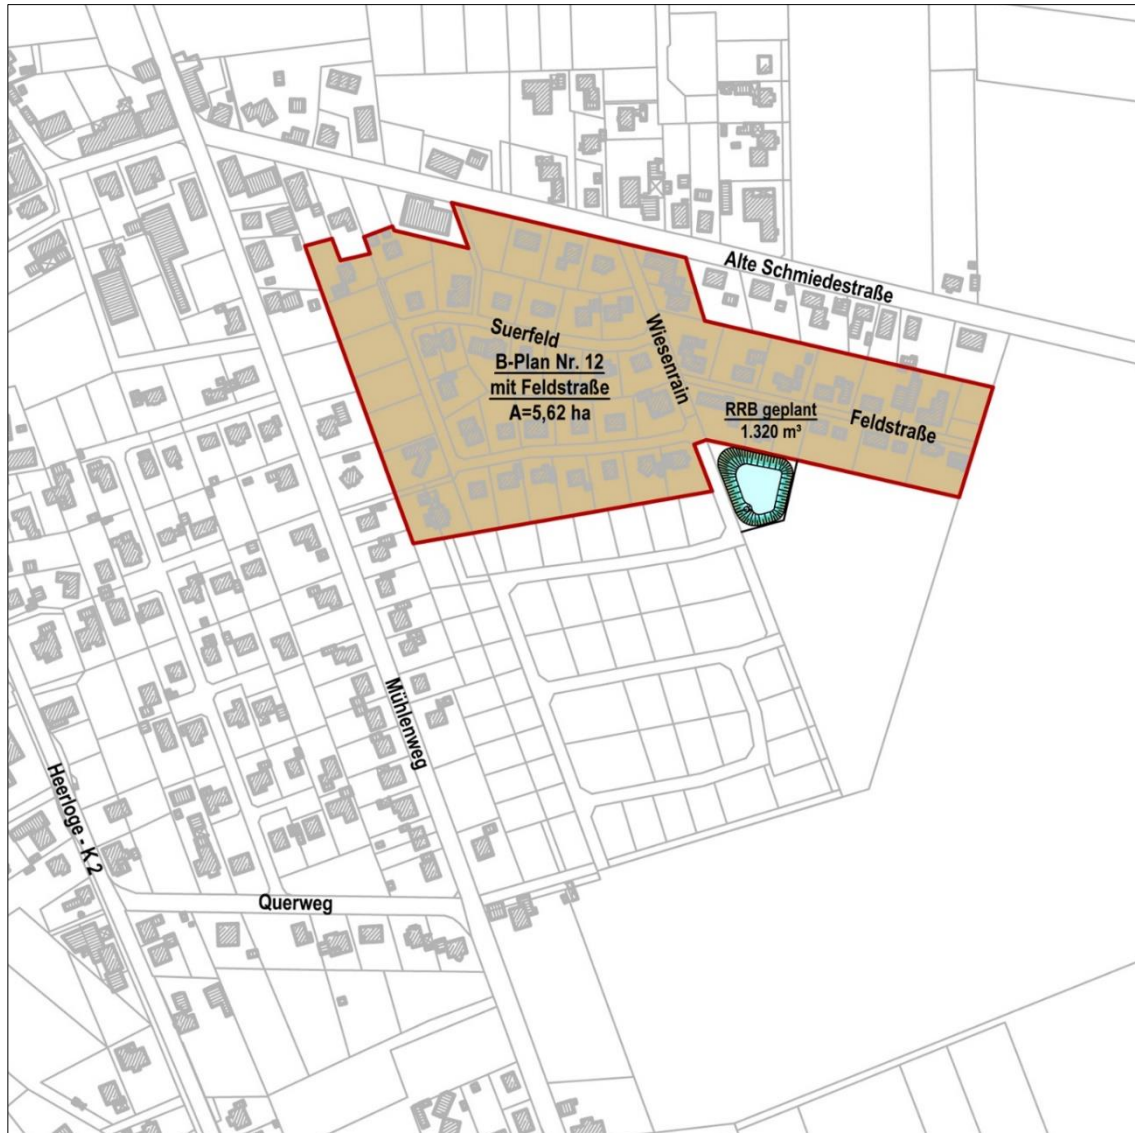 Alte Schmiedestraße
Suerfeld
B-Plan Nr. 12
mit Feldstraße
A=5,62 ha
Wiesenrain
RRB geplant
1.320 m³
Feldstraße
Mühlenweg
Heerloge - K 2
Querweg